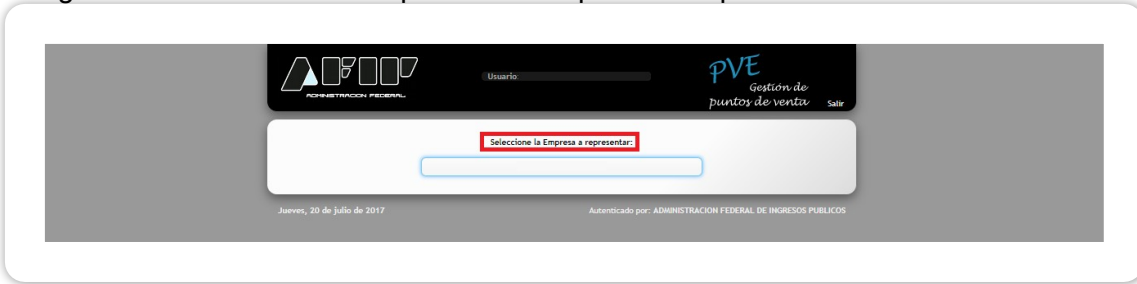 AFIP
ADMINISTRACION FEDERAL
Usuario
PVE
Gestión de
puntos de venta
Salir
Seleccione la Empresa a representar:
Jueves, 20 de julio de 2017
Autenticado por: ADMINISTRACION FEDERAL DE INGRESOS PUBLICOS